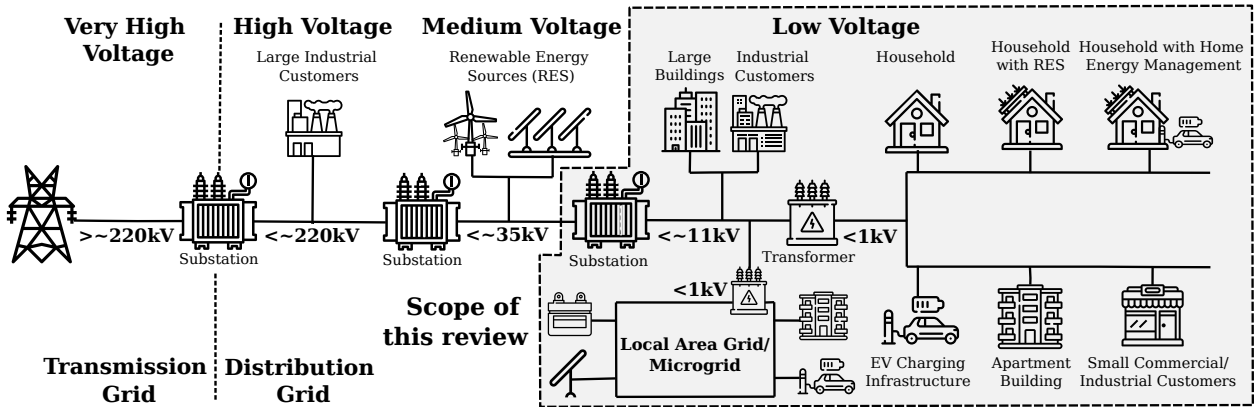 Very High
Voltage
High Voltage
Medium Voltage
Low Voltage
Large Industrial
Customers
Renewable Energy
Sources (RES)
Large
Buildings
Industrial
Customers
Household
Household
with RES
Household with Home
Energy Management
>~220kV
<~220kV
<~35kV
<~11kV
<1kV
Substation
Substation
Substation
Transformer
<1kV
Scope of
this review
Local Area Grid/
Microgrid
Transmission
Grid
Distribution
Grid
EV Charging
Infrastructure
Apartment
Building
Small Commercial/
Industrial Customers